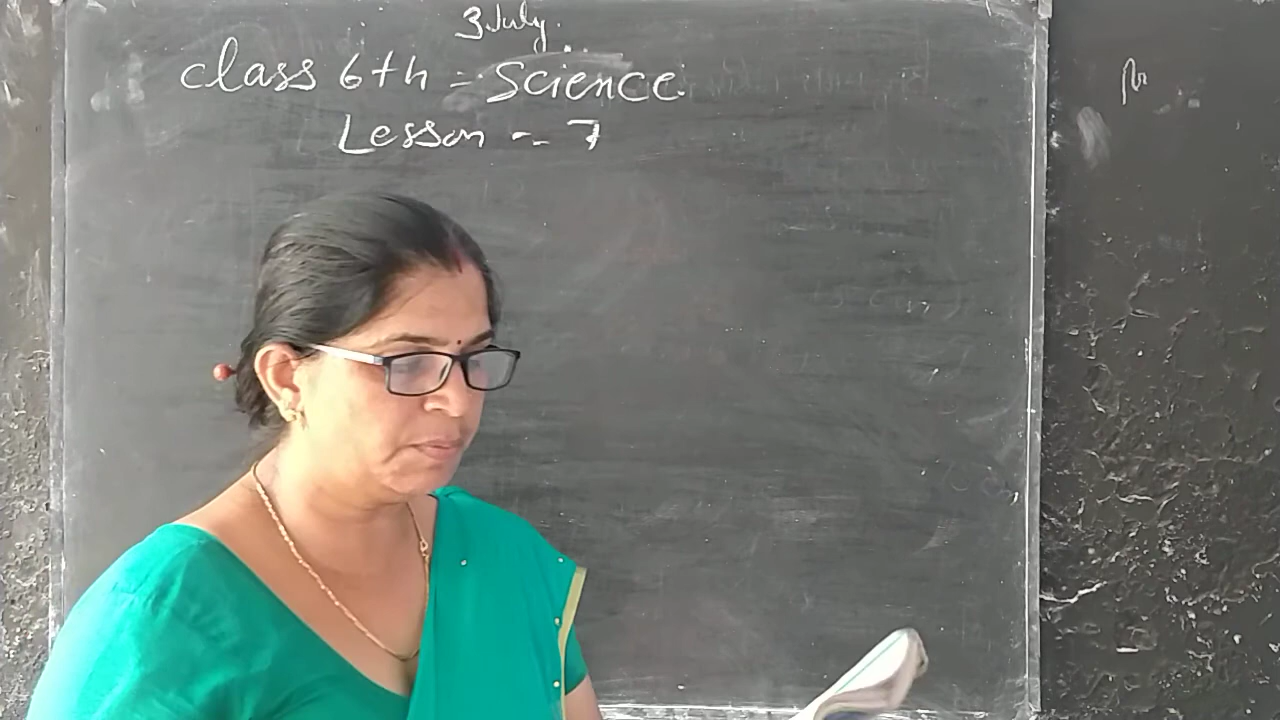 3 July.
Class 6th = Science.
Lesson - 7